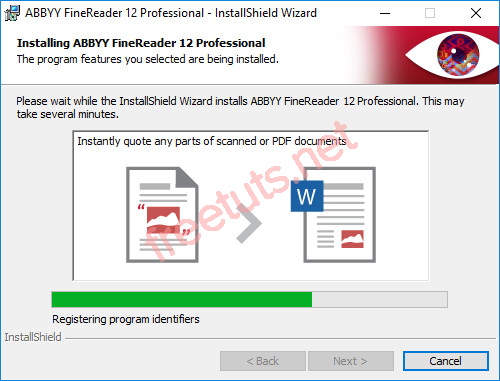 ABBYY FineReader 12 Professional - InstallShield Wizard
Installing ABBYY FineReader 12 Professional
The program features you selected are being installed.
Please wait while the InstallShield Wizard installs ABBYY FineReader 12 Professional. This may
take several minutes.
Instantly quote any parts of scanned or PDF documents
“
”
W
freetuts.net
Registering program identifiers
InstallShield
< Back
Next >
Cancel